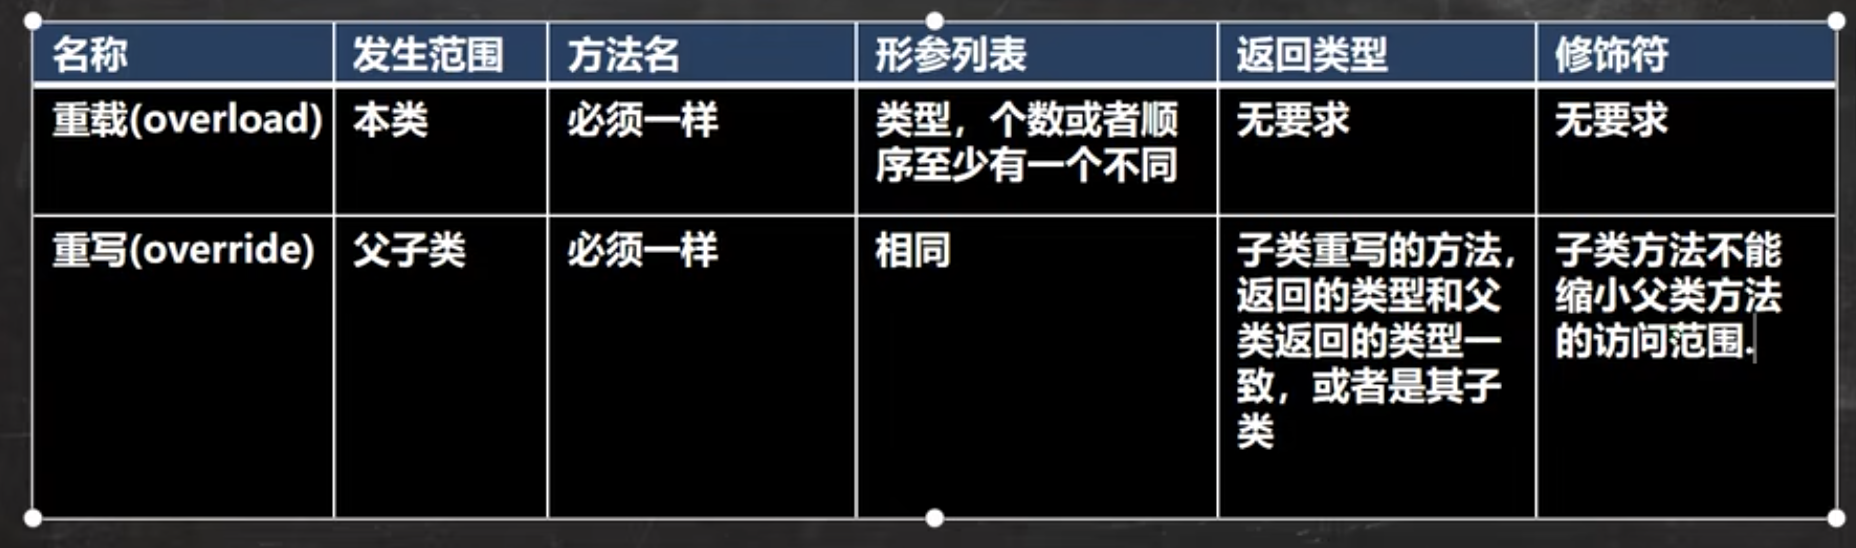 名称 发生范围 方法名 形参列表 返回类型 修饰符
重载(overload) 本类 必须一样 类型，个数或者顺 无要求 无要求
序至少有一个不同
重写(override) 父子类 必须一样 相同 子类重写的方法， 子类方法不能
返回的类型和父 缩小父类方法
类返回的类型一 的访问范围.
致，或者是其子
类